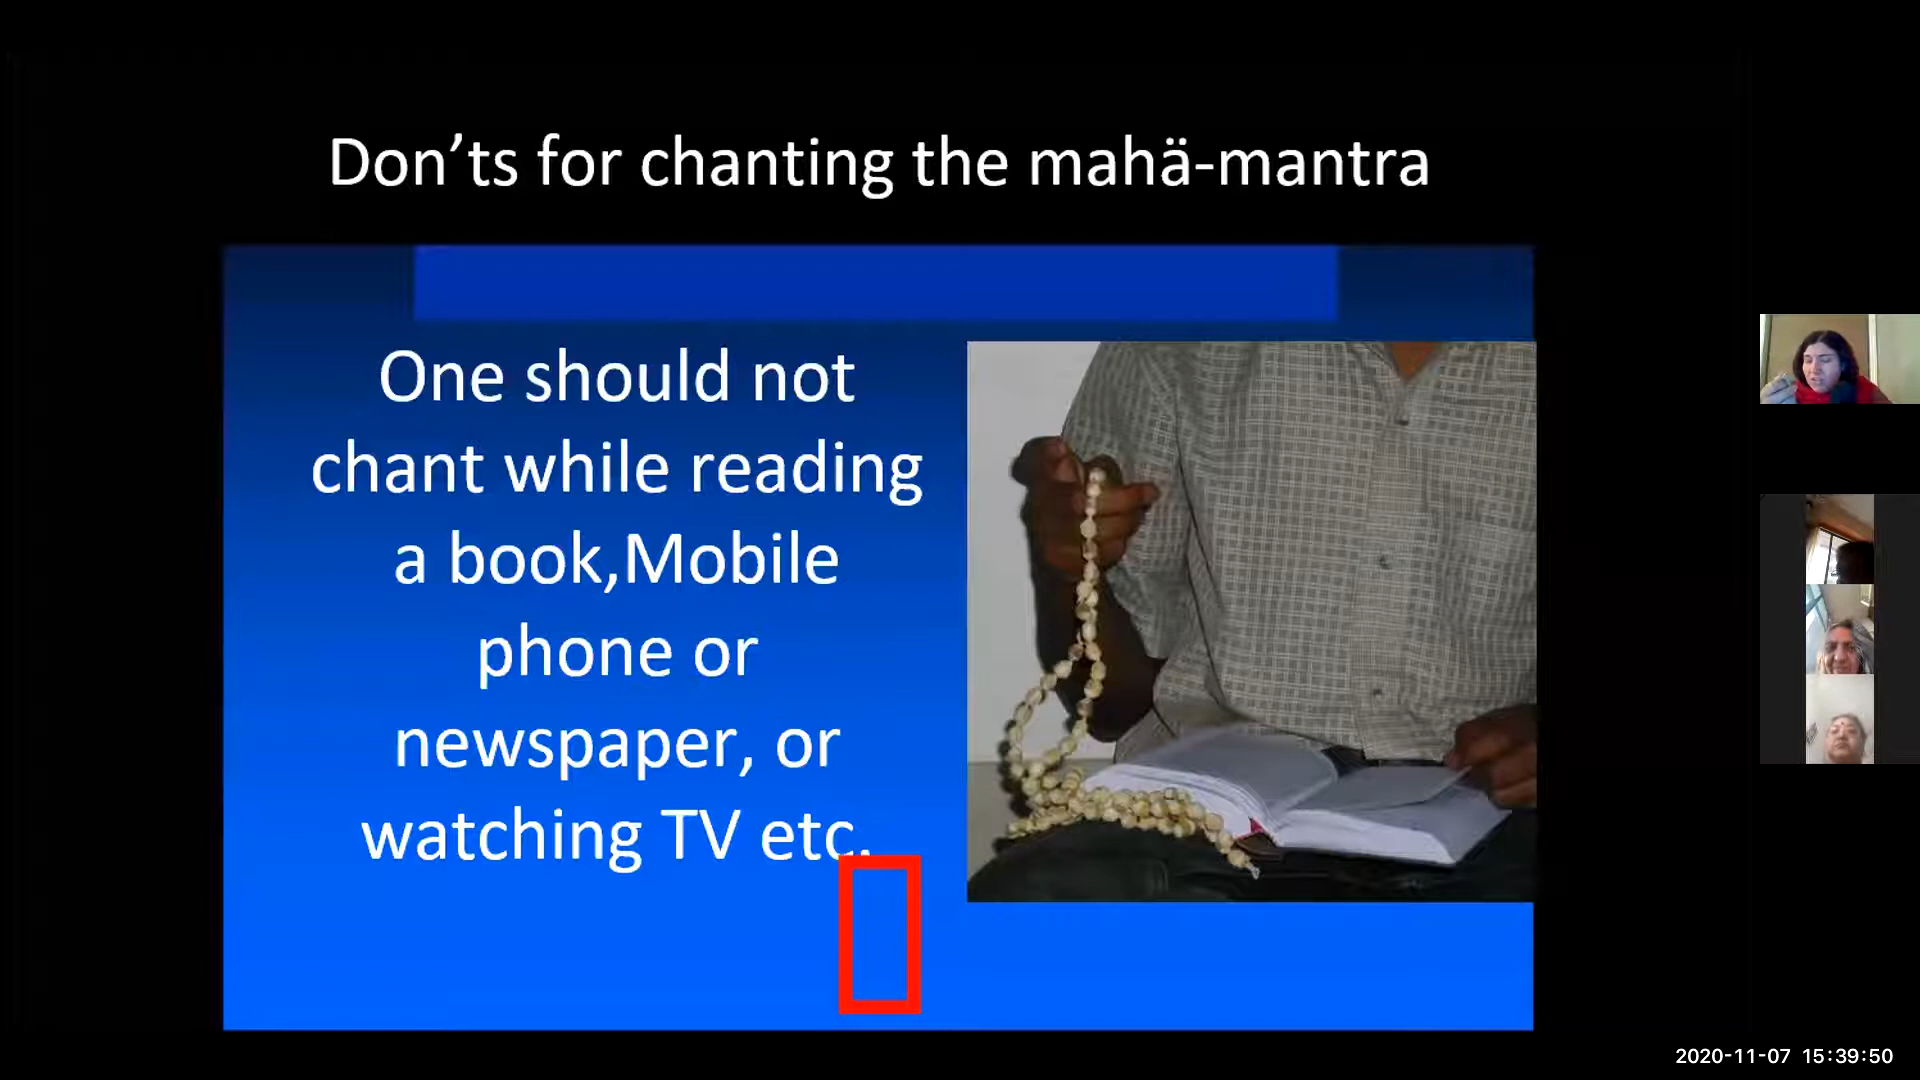 Don’ts for chanting the mahä-mantra
One should not
chant while reading
a book,Mobile
phone or
newspaper, or
watching TV etc.
2020-11-07 15:39:50